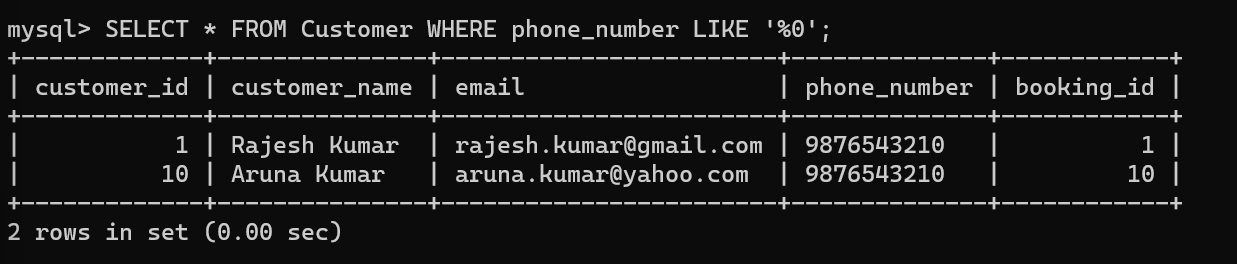 mysql> SELECT * FROM Customer WHERE phone_number LIKE '%0';
+-------------+---------------+------------------------+--------------+------------+
| customer_id | customer_name | email                  | phone_number | booking_id |
+-------------+---------------+------------------------+--------------+------------+
|           1 | Rajesh Kumar  | rajesh.kumar@gmail.com | 9876543210   |          1 |
|          10 | Aruna Kumar   | aruna.kumar@yahoo.com  | 9876543210   |         10 |
+-------------+---------------+------------------------+--------------+------------+
2 rows in set (0.00 sec)